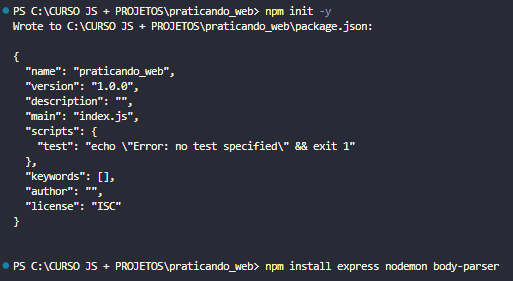 PS C:\CURSO JS + PROJETOS\praticando_web> npm init -y
Wrote to C:\CURSO JS + PROJETOS\praticando_web\package.json:
{
"name": "praticando_web",
"version": "1.0.0",
"description": "",
"main": "index.js",
"scripts": {
"test": "echo \"Error: no test specified\" && exit 1"
},
"keywords": [],
"author": "",
"license": "ISC"
}
PS C:\CURSO JS + PROJETOS\praticando_web> npm install express nodemon body-parser